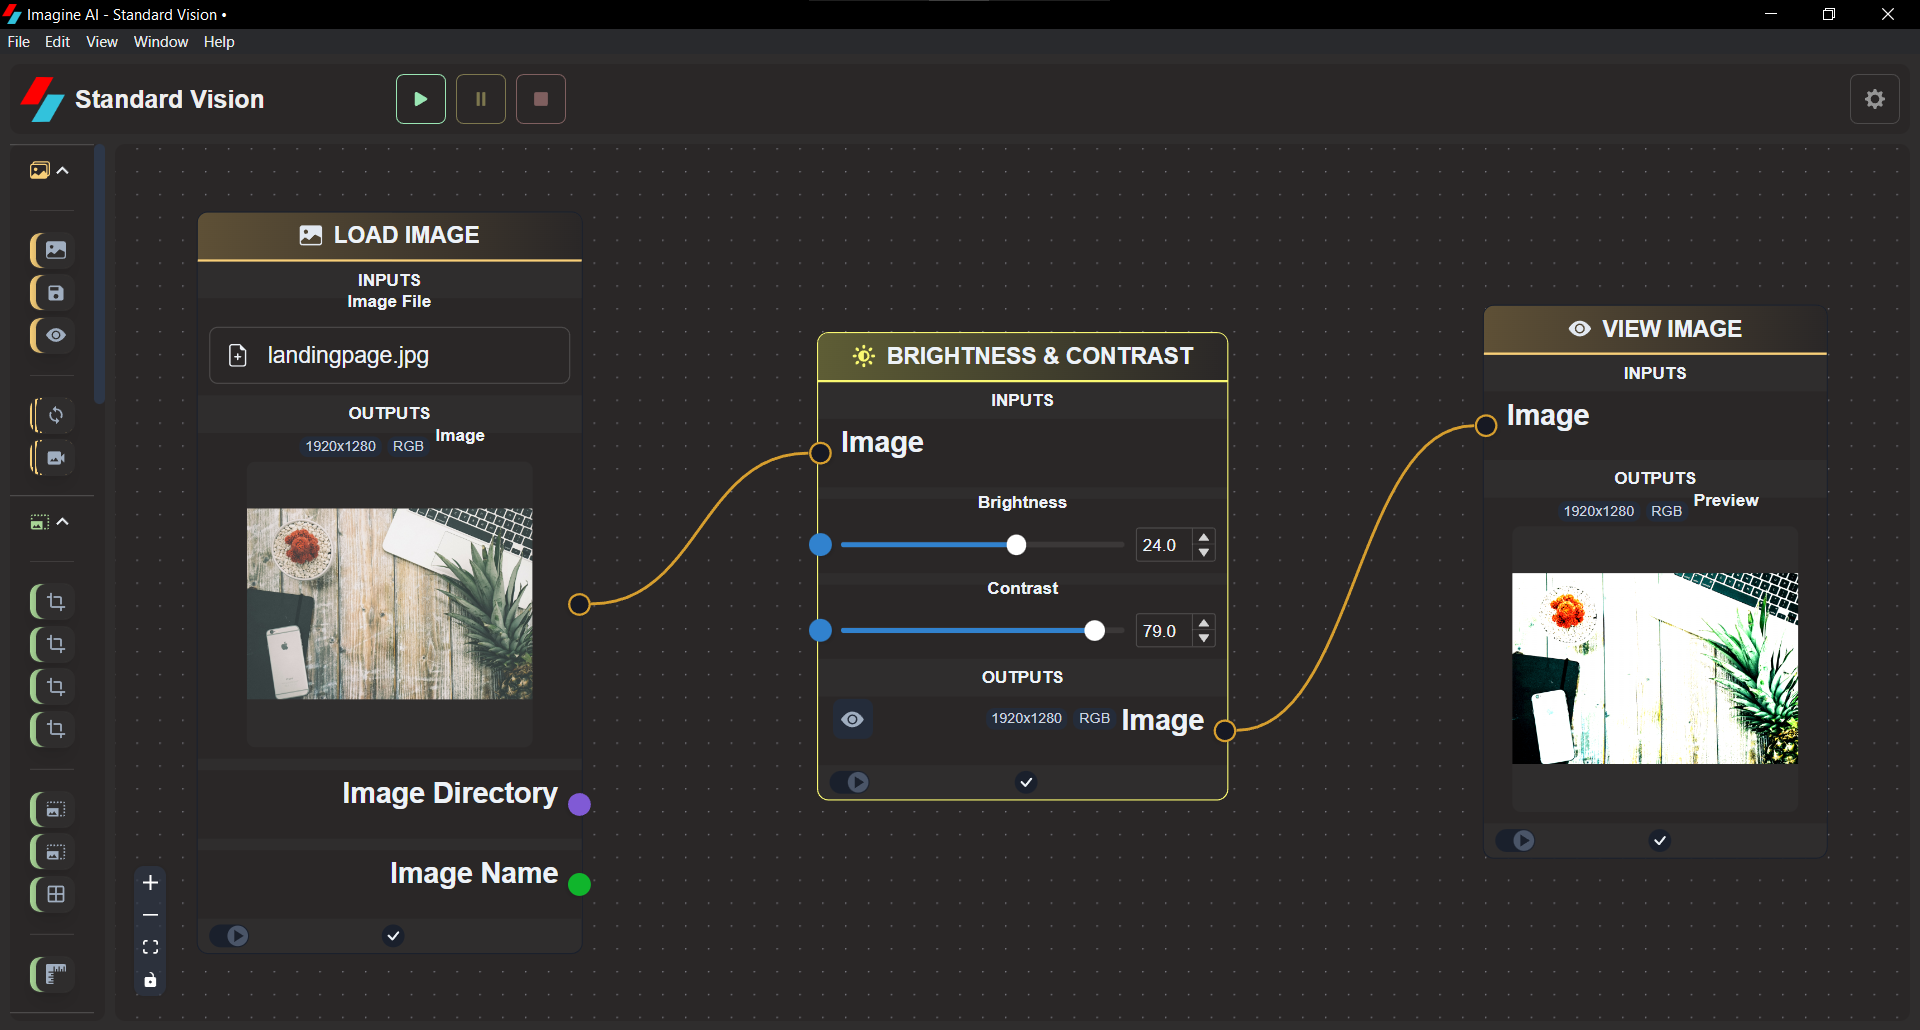 Imagine AI - Standard Vision •
File Edit View Window Help
Standard Vision
LOAD IMAGE
INPUTS
Image File
landingpage.jpg
OUTPUTS
1920x1280 RGB Image
Image Directory
Image Name
BRIGHTNESS & CONTRAST
INPUTS
Image
Brightness
24.0
Contrast
79.0
OUTPUTS
1920x1280 RGB Image
VIEW IMAGE
INPUTS
Image
OUTPUTS
1920x1280 RGB Preview